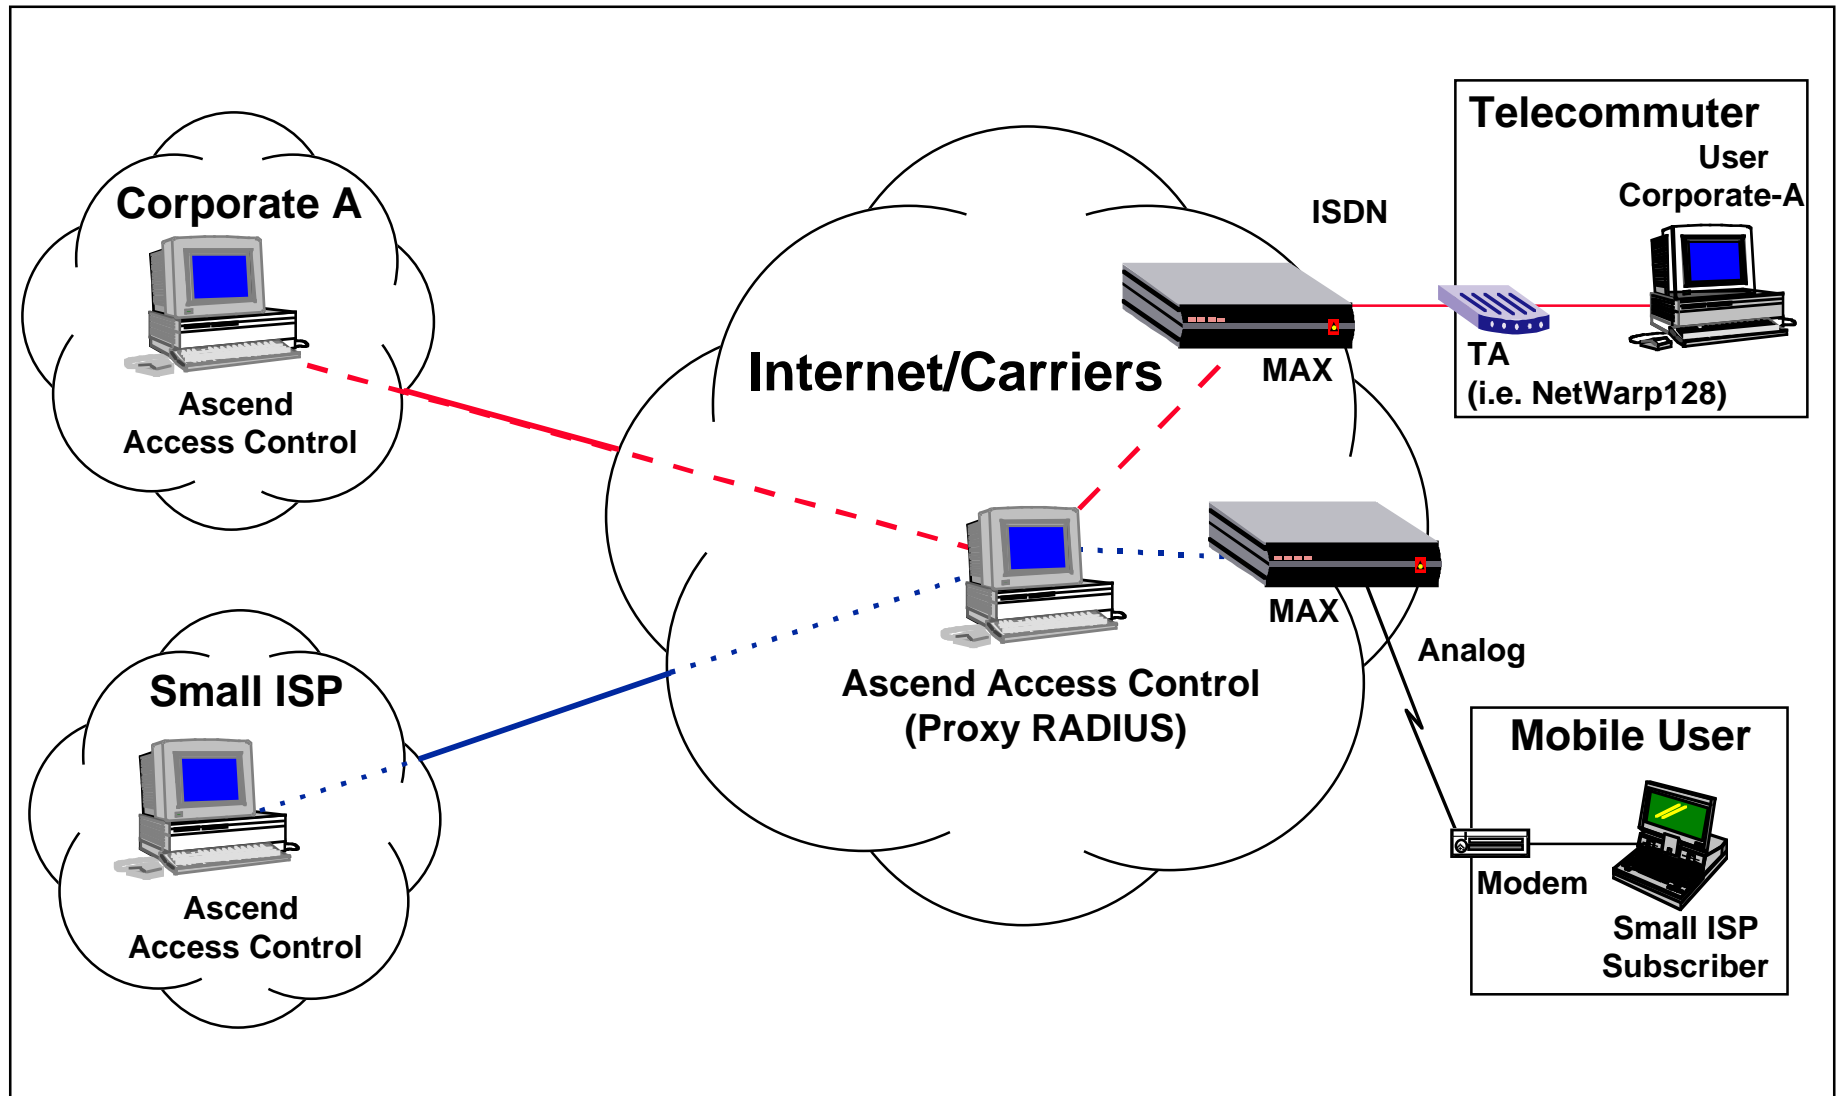 Telecommuter
User
Corporate-A
ISDN
Corporate A
Internet/Carriers
MAX
TA
(i.e. NetWarp128)
Ascend
Access Control
MAX
Analog
Small ISP
Ascend Access Control
(Proxy RADIUS)
Mobile User
Modem
Ascend
Access Control
Small ISP
Subscriber